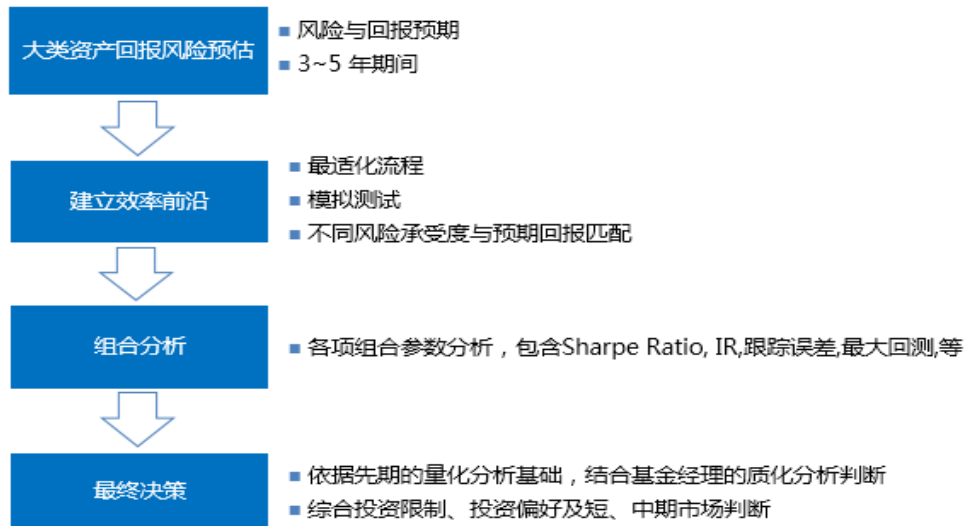 大类资产回报风险预估
风险与回报预期
3~5 年期间
建立效率前沿
最适化流程
模拟测试
不同风险承受度与预期回报匹配
组合分析
各项组合参数分析，包含Sharpe Ratio, IR,跟踪误差,最大回测,等
最终决策
依据先期的量化分析基础，结合基金经理的质化分析判断
综合投资限制、投资偏好及短、中期市场判断